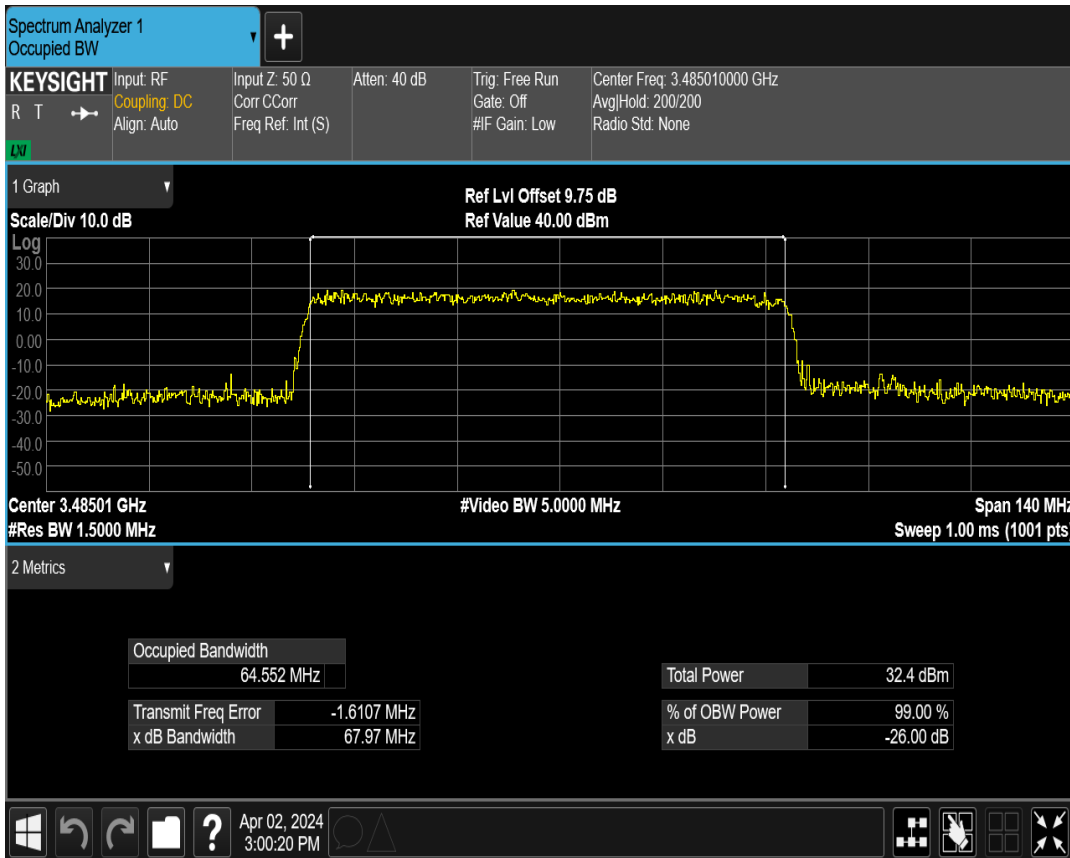 Spectrum Analyzer 1
Occupied BW
+
KEYSIGHT
R T
LXI
Input: RF
Coupling: DC
Align: Auto
Input Z: 50 Ω
Corr CCorr
Freq Ref: Int (S)
Atten: 40 dB
Trig: Free Run
Gate: Off
#IF Gain: Low
Center Freq: 3.485010000 GHz
Avg|Hold: 200/200
Radio Std: None
1 Graph
Ref Lvl Offset 9.75 dB
Scale/Div 10.0 dB
Ref Value 40.00 dBm
Log
30.0
20.0
10.0
0.00
-10.0
-20.0
-30.0
-40.0
-50.0
Center 3.48501 GHz
#Video BW 5.0000 MHz
Span 140 MHz
#Res BW 1.5000 MHz
Sweep 1.00 ms (1001 pts)
2 Metrics
Occupied Bandwidth
64.552 MHz
Total Power 32.4 dBm
Transmit Freq Error -1.6107 MHz
% of OBW Power 99.00 %
x dB Bandwidth 67.97 MHz
x dB -26.00 dB
?
Apr 02, 2024
3:00:20 PM